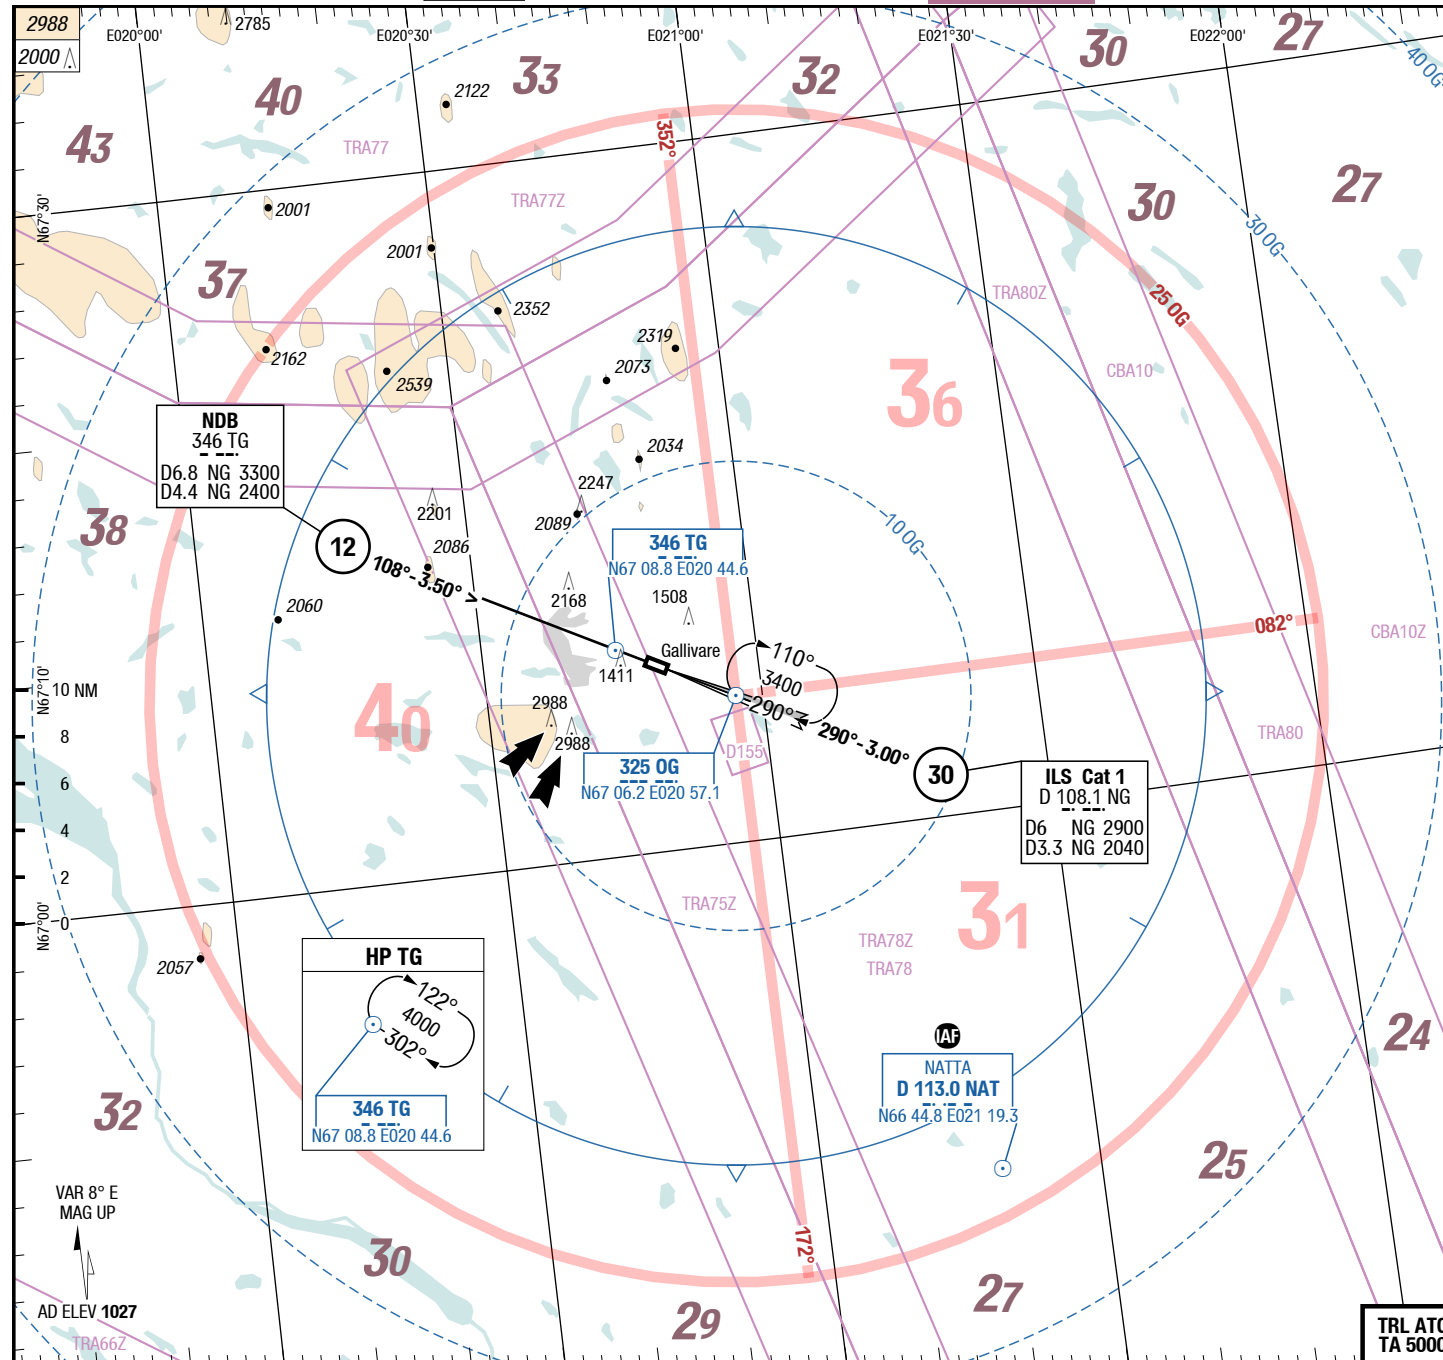 2988
2000
2785
E020°00'
E020°30'
E021°00'
E021°30'
E022°00'
27
30
33
32
40
43
40 OG
2122
TRA77
352°
TRA77Z
27
30
2001
N67°30'
30 OG
2001
37
TRA80Z
25 OG
2352
2319
2162
2539
2073
CBA10
36
NDB
346 TG
D6.8 NG 3300
D4.4 NG 2400
2034
2247
2201
2089
10 OG
38
2086
346 TG
N67 08.8 E020 44.6
12
108°-3.50° >
2168
1508
2060
082°
CBA10Z
Gallivare
110°
3400
290°
1411
N67°10'
10 NM
8
6
4
2
0
N67°00'
2988
2988
40
D155
290°-3.00°
TRA80
325 OG
N67 06.2 E020 57.1
30
ILS Cat 1
D 108.1 NG
D6 NG 2900
D3.3 NG 2040
TRA75Z
31
TRA78Z
TRA78
2057
HP TG
122°
4000
302°
346 TG
N67 08.8 E020 44.6
IAF
NATTA
D 113.0 NAT
N66 44.8 E021 19.3
24
32
25
VAR 8° E
MAG UP
172°
30
27
29
AD ELEV 1027
TRA66Z
TRL ATC
TA 5000